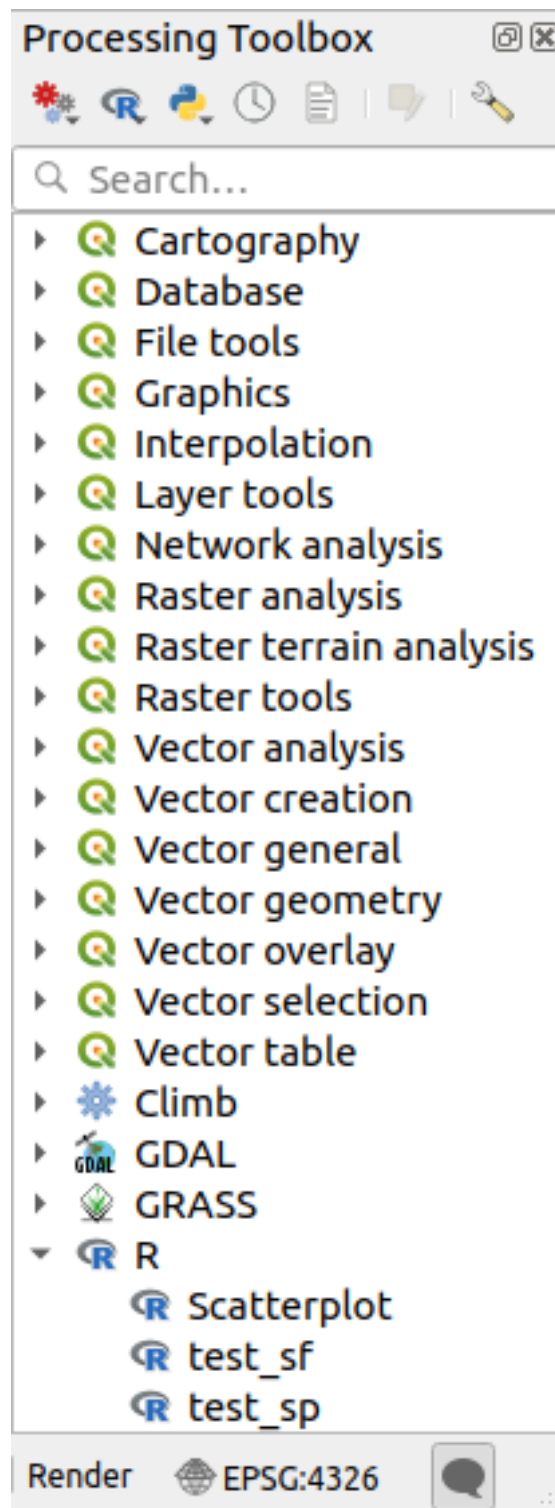 Processing Toolbox
Search...
Cartography
Database
File tools
Graphics
Interpolation
Layer tools
Network analysis
Raster analysis
Raster terrain analysis
Raster tools
Vector analysis
Vector creation
Vector general
Vector geometry
Vector overlay
Vector selection
Vector table
Climb
GDAL GDAL
GRASS
R R
R Scatterplot
R test_sf
R test_sp
Render EPSG:4326